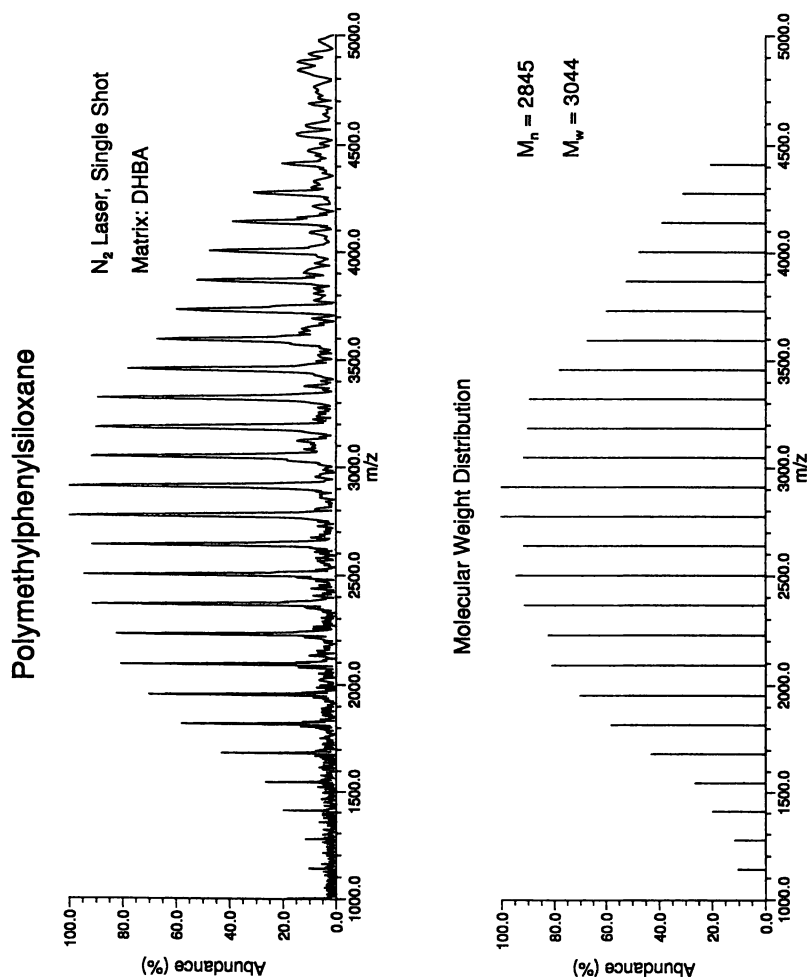 Polymethylphenylsiloxane
N₂ Laser, Single Shot
Matrix: DHBA
Abundance (%)
100.0
80.0
60.0
40.0
20.0
0.0
1000.0 1500.0 2000.0 2500.0 3000.0 3500.0 4000.0 4500.0 5000.0
m/z
Molecular Weight Distribution
Mₙ = 2845
M_w = 3044
Abundance (%)
100.0
80.0
60.0
40.0
20.0
0.0
1000.0 1500.0 2000.0 2500.0 3000.0 3500.0 4000.0 4500.0 5000.0
m/z